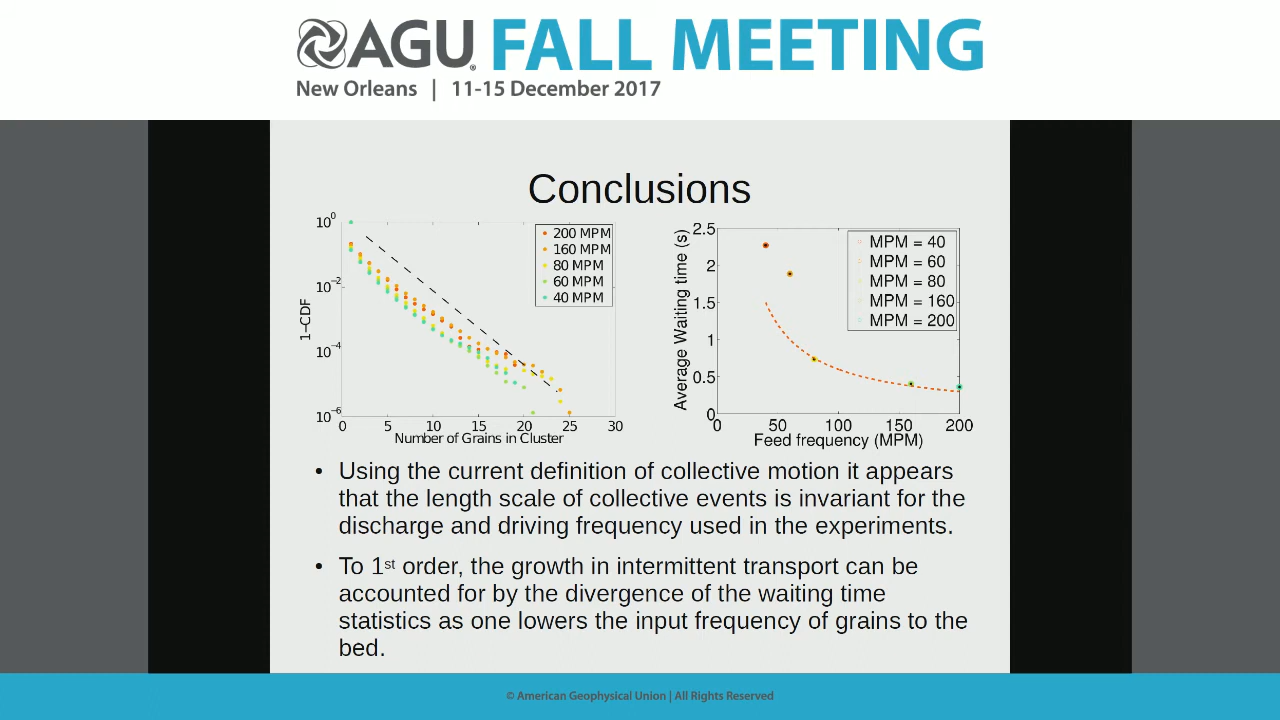 AGU FALL MEETING
New Orleans | 11-15 December 2017
Conclusions
10^0
10^-2
10^-4
10^-6
1−CDF
0 5 10 15 20 25 30
Number of Grains in Cluster
200 MPM
160 MPM
80 MPM
60 MPM
40 MPM
2.5
2
1.5
1
0.5
0
Average Waiting time (s)
0 50 100 150 200
Feed frequency (MPM)
MPM = 40
MPM = 60
MPM = 80
MPM = 160
MPM = 200
• Using the current definition of collective motion it appears
that the length scale of collective events is invariant for the
discharge and driving frequency used in the experiments.
• To 1st order, the growth in intermittent transport can be
accounted for by the divergence of the waiting time
statistics as one lowers the input frequency of grains to the
bed.
© American Geophysical Union | All Rights Reserved